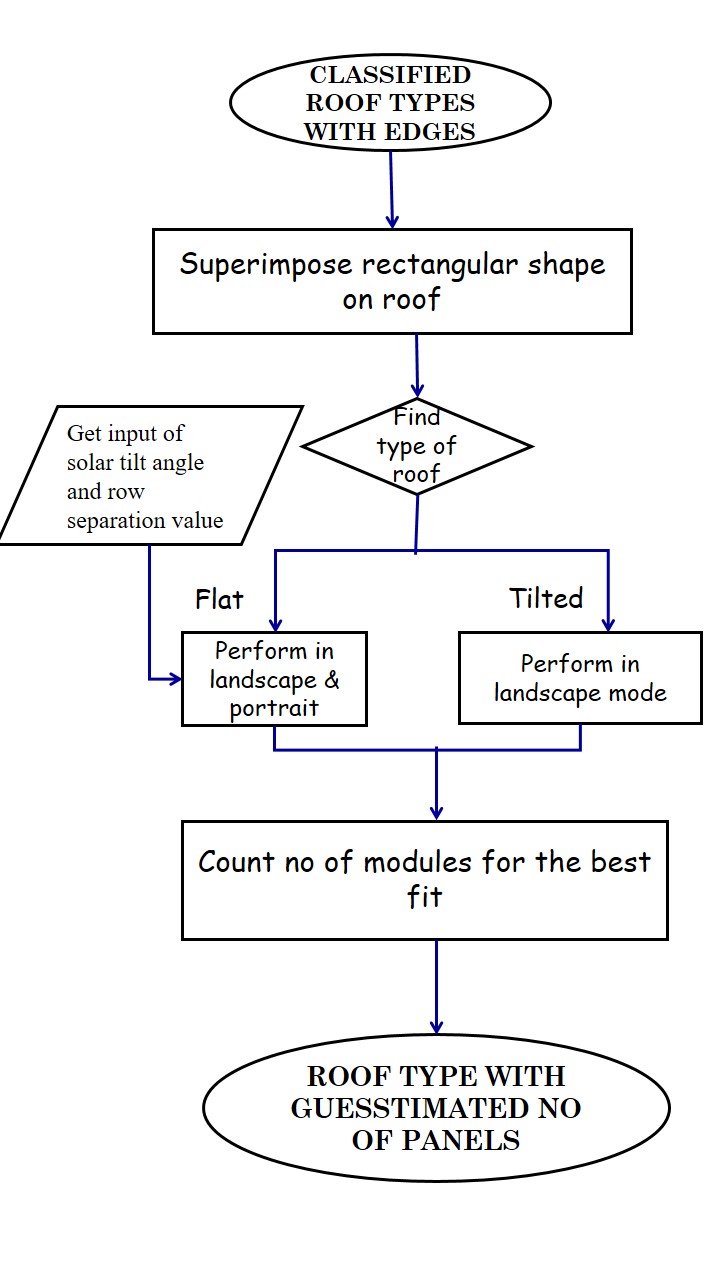 CLASSIFIED
ROOF TYPES
WITH EDGES
Superimpose rectangular shape
on roof
Find
type of
roof
Get input of
solar tilt angle
and row
separation value
Flat
Tilted
Perform in
landscape &
portrait
Perform in
landscape mode
Count no of modules for the best
fit
ROOF TYPE WITH
GUESSTIMATED NO
OF PANELS